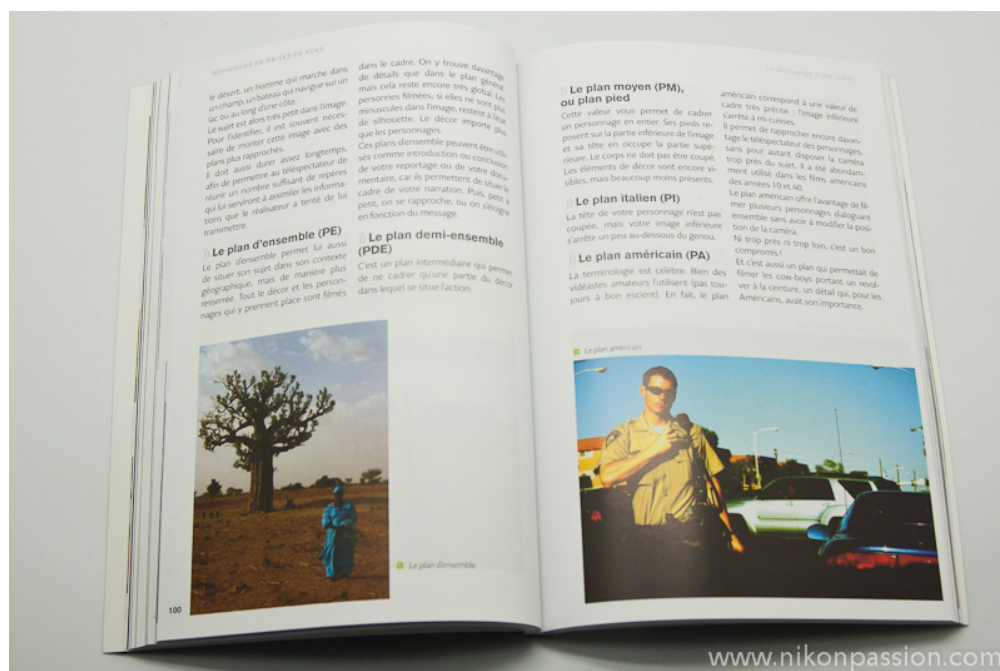 TECHNIQUES DE PRISES DE VUES
le désert, un homme qui marche dans
un champ, un bateau qui navigue sur un
lac ou au long d'une côte.
Le sujet est alors très petit dans l'image.
Pour l'identifier, il est souvent néces-
saire de monter cette image avec des
plans plus rapprochés.
Il doit aussi durer assez longtemps,
afin de permettre au téléspectateur de
réunir un nombre suffisant de repères
qui lui serviront à assimiler les informa-
tions que le réalisateur a tenté de lui
transmettre.
Le plan d'ensemble (PE)
Le plan d'ensemble permet lui aussi
de situer son sujet dans son contexte
géographique, mais de manière plus
resserrée. Tout le décor et les person-
nages qui y prennent place sont filmés
dans le cadre. On y trouve davantage
de détails que dans le plan général,
mais cela reste encore très global. Les
personnes filmées, si elles ne sont plus
minuscules dans l'image, restent à l'état
de silhouette. Le décor importe plus
que les personnages.
Ces plans d'ensemble peuvent être utili-
sés comme introduction ou conclusion
de votre reportage ou de votre docu-
mentaire, car ils permettent de situer le
cadre de votre narration. Puis, petit à
petit, on se rapproche, ou on s'éloigne
en fonction du message.
Le plan demi-ensemble
(PDE)
C'est un plan intermédiaire qui permet
de ne cadrer qu'une partie du décor
dans lequel se situe l'action.
Le plan d'ensemble
100
Le plan moyen (PM),
ou plan pied
Cette valeur vous permet de cadrer
un personnage en entier. Ses pieds re-
posent sur la partie inférieure de l'image
et sa tête en occupe la partie supé-
rieure. Le corps ne doit pas être coupé.
Les éléments de décor sont encore vi-
sibles, mais beaucoup moins présents.
Le plan italien (PI)
La tête de votre personnage n'est pas
coupée, mais votre image inférieure
s'arrête un peu au-dessous du genou.
Le plan américain (PA)
La terminologie est célèbre. Bien des
vidéastes amateurs l'utilisent (pas tou-
jours à bon escient). En fait, le plan
américain correspond à une valeur de
cadre très précise : l'image inférieure
s'arrête à mi-cuisses.
Il permet de rapprocher encore davan-
tage le téléspectateur des personnages,
sans pour autant disposer la caméra
trop près du sujet. Il a été abondam-
ment utilisé dans les films américains
des années 10 et 40.
Le plan américain offre l'avantage de fil-
mer plusieurs personnages dialoguant
ensemble sans avoir à modifier la posi-
tion de la caméra.
Ni trop près ni trop loin, c'est un bon
compromis !
Et c'est aussi un plan qui permettait de
filmer les cow-boys portant un revol-
ver à la ceinture, un détail qui, pour les
Américains, avait son importance.
Le plan américain
www.nikonpassion.com